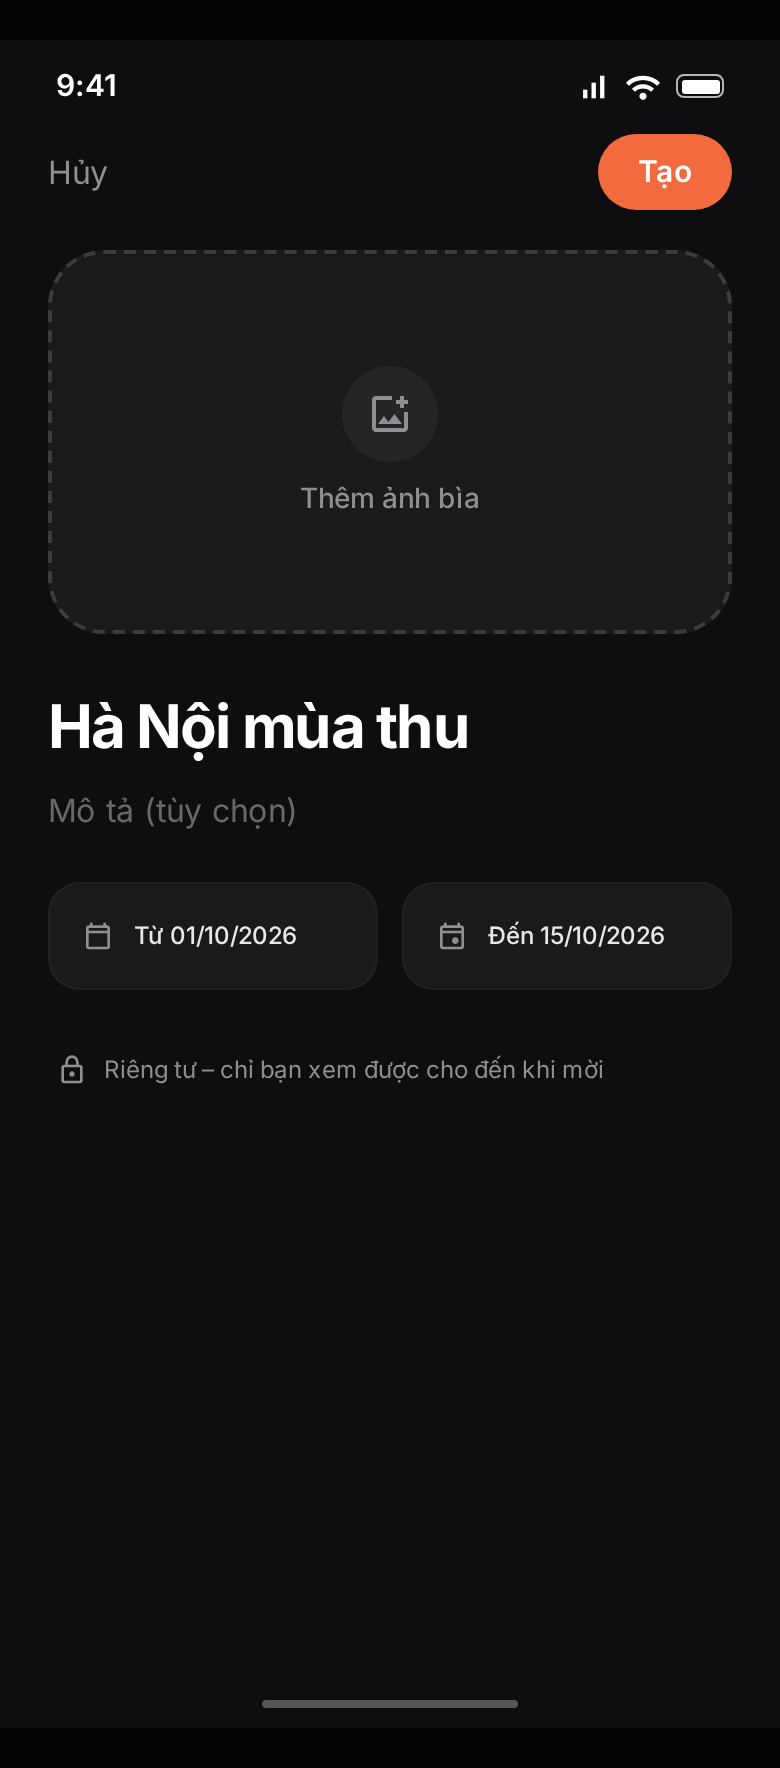 9:41
Hủy
Tạo
Thêm ảnh bìa
Hà Nội mùa thu
Mô tả (tùy chọn)
Từ 01/10/2026
Đến 15/10/2026
Riêng tư – chỉ bạn xem được cho đến khi mời